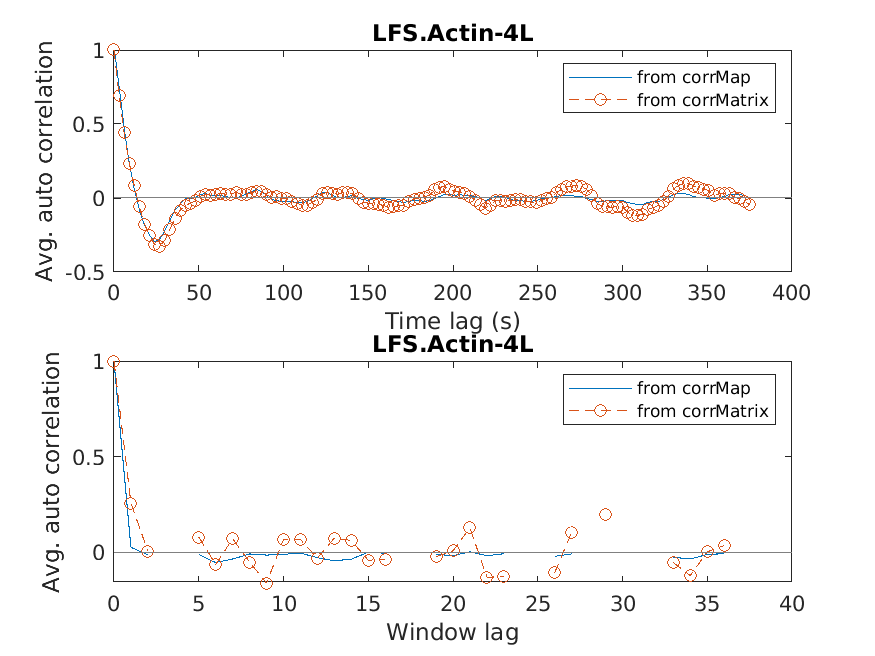 LFS.Actin-4L
Avg. auto correlation
1
0.5
0
-0.5
from corrMap
from corrMatrix
0 50 100 150 200 250 300 350 400
Time lag (s)
LFS.Actin-4L
Avg. auto correlation
1
0.5
0
from corrMap
from corrMatrix
0 5 10 15 20 25 30 35 40
Window lag